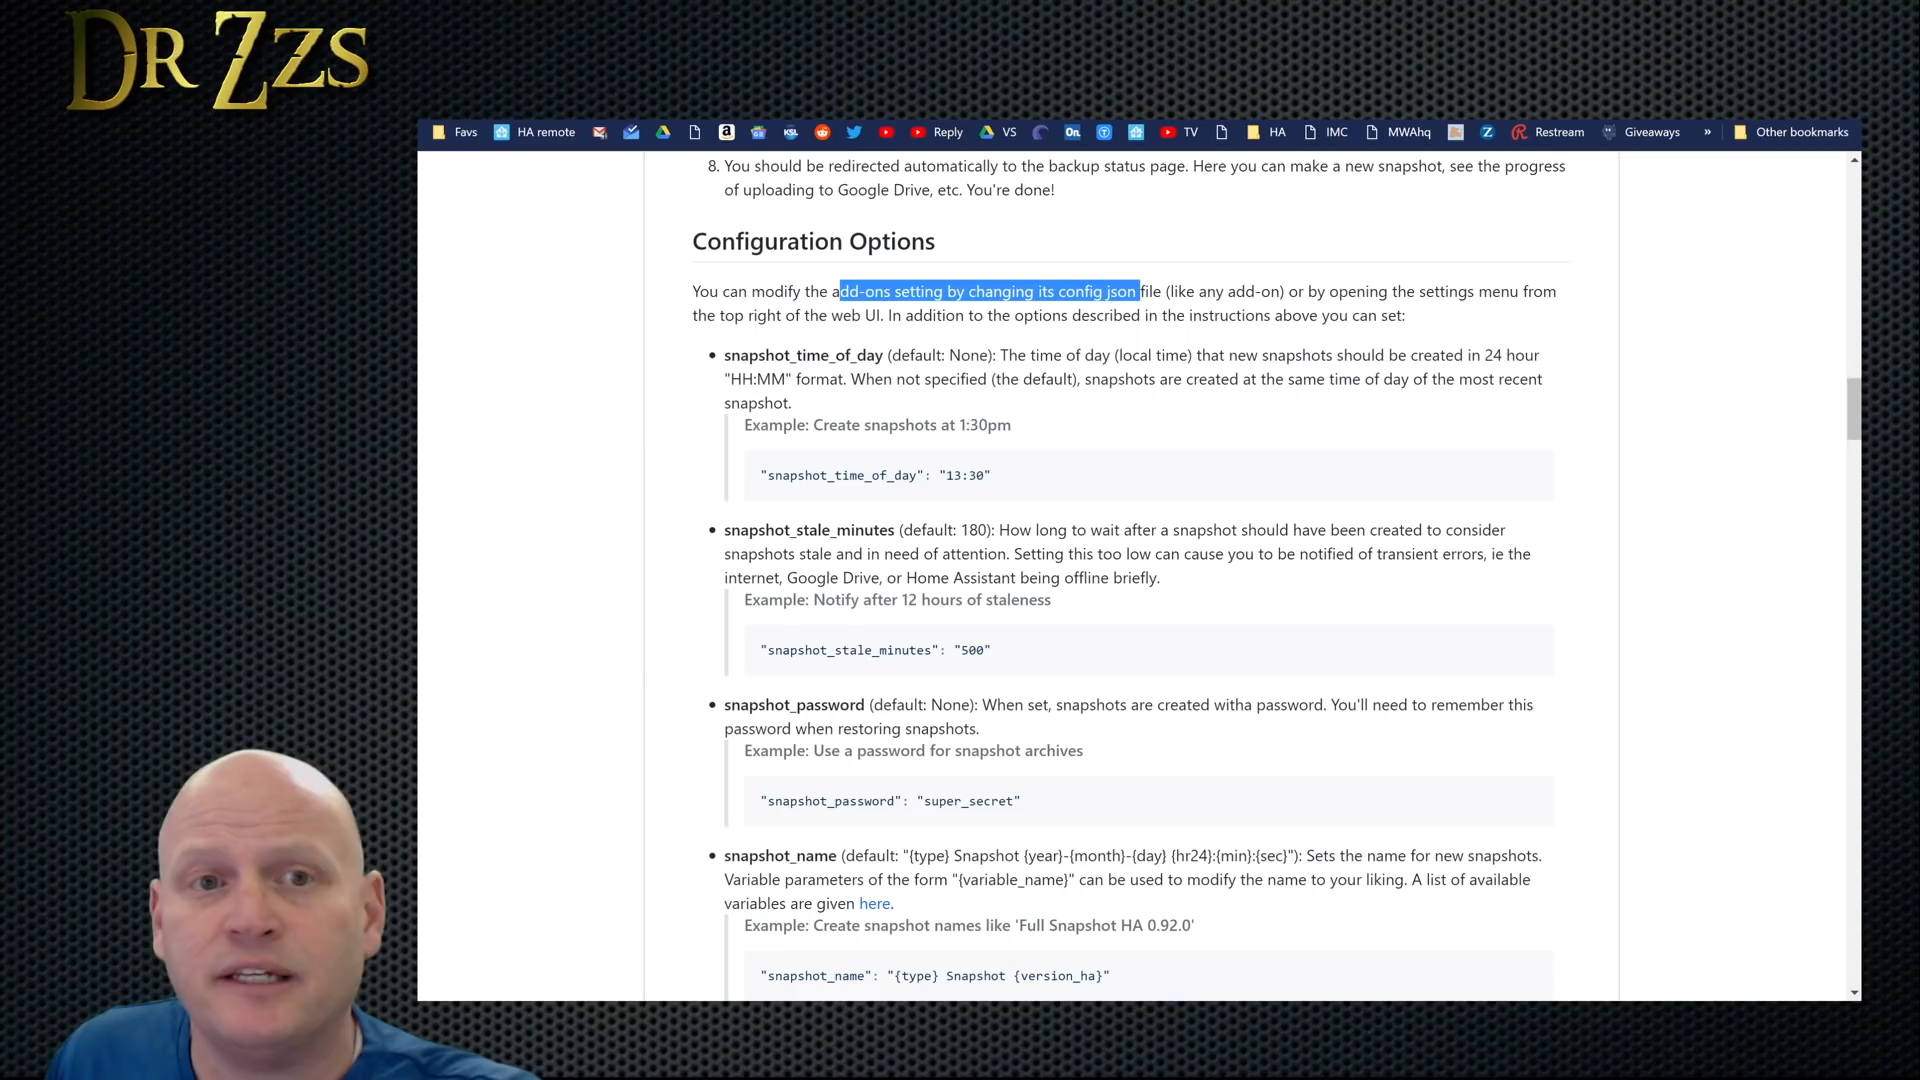 DR ZZS
Favs HA remote a KSL Reply VS On. TV HA IMC MWAhq Z Restream Giveaways » Other bookmarks
8. You should be redirected automatically to the backup status page. Here you can make a new snapshot, see the progress
of uploading to Google Drive, etc. You're done!
Configuration Options
You can modify the add-ons setting by changing its config json file (like any add-on) or by opening the settings menu from
the top right of the web UI. In addition to the options described in the instructions above you can set:
• snapshot_time_of_day (default: None): The time of day (local time) that new snapshots should be created in 24 hour
"HH:MM" format. When not specified (the default), snapshots are created at the same time of day of the most recent
snapshot.
Example: Create snapshots at 1:30pm
"snapshot_time_of_day": "13:30"
• snapshot_stale_minutes (default: 180): How long to wait after a snapshot should have been created to consider
snapshots stale and in need of attention. Setting this too low can cause you to be notified of transient errors, ie the
internet, Google Drive, or Home Assistant being offline briefly.
Example: Notify after 12 hours of staleness
"snapshot_stale_minutes": "500"
• snapshot_password (default: None): When set, snapshots are created witha password. You'll need to remember this
password when restoring snapshots.
Example: Use a password for snapshot archives
"snapshot_password": "super_secret"
• snapshot_name (default: "{type} Snapshot {year}-{month}-{day} {hr24}:{min}:{sec}"): Sets the name for new snapshots.
Variable parameters of the form "{variable_name}" can be used to modify the name to your liking. A list of available
variables are given here.
Example: Create snapshot names like 'Full Snapshot HA 0.92.0'
"snapshot_name": "{type} Snapshot {version_ha}"